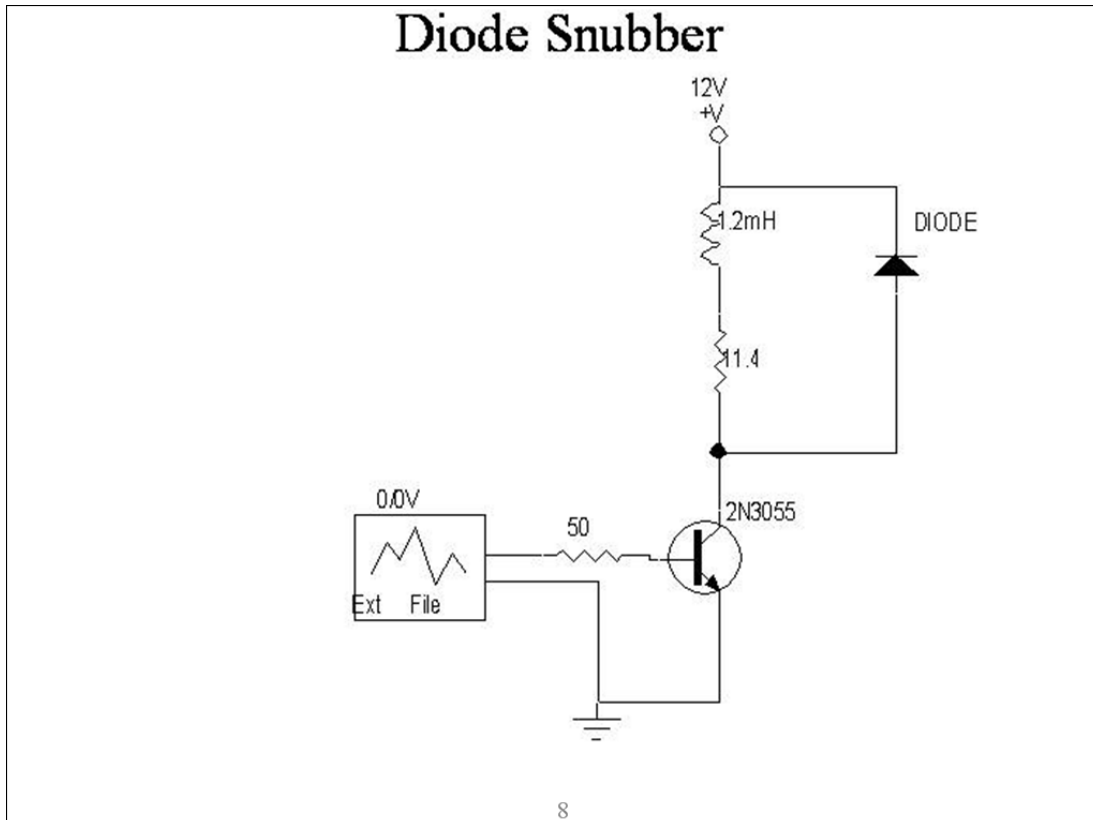 Diode Snubber
12V
+V
1.2mH
DIODE
11.4
2N3055
0/0V
50
Ext File
8